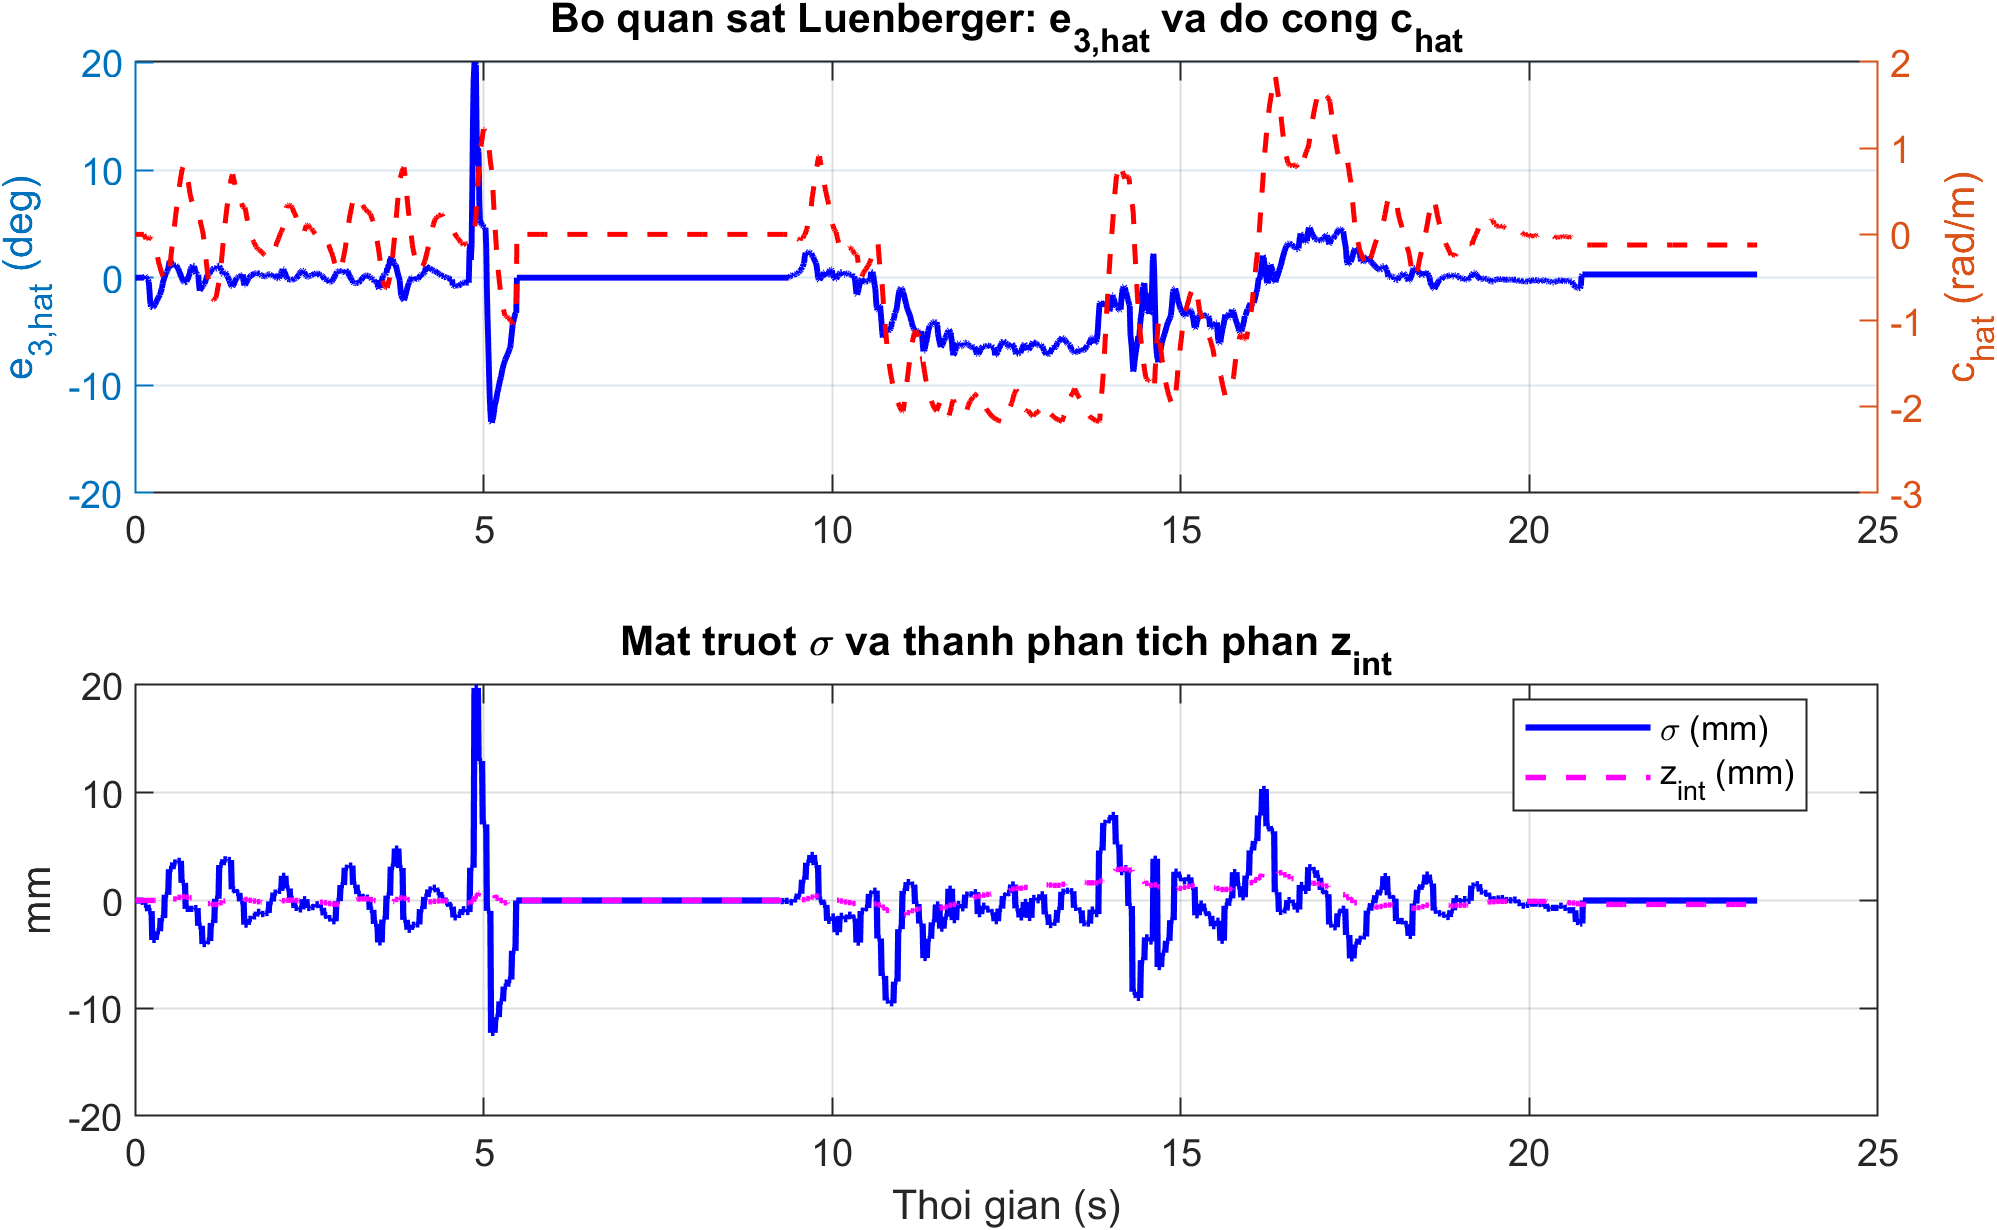 Bo quan sat Luenberger: e3,hat va do cong chat
20
10
0
-10
-20
e3,hat (deg)
2
1
0
-1
-2
-3
chat (rad/m)
0 5 10 15 20 25
Mat truot σ va thanh phan tich phan zint
20
10
0
-10
-20
mm
σ (mm)
zint (mm)
0 5 10 15 20 25
Thoi gian (s)